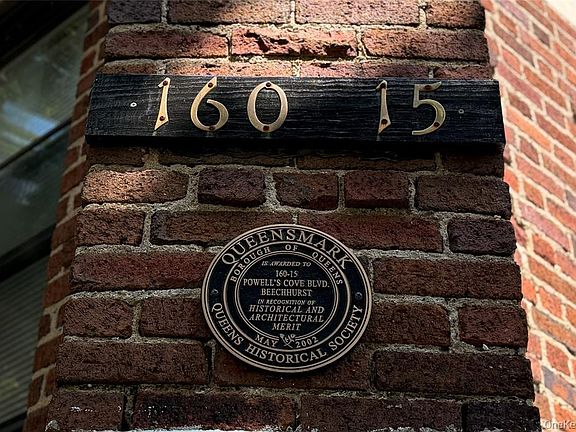 160 15
QUEENSMARK
BOROUGH OF QUEENS
IS AWARDED TO
160-15
POWELL'S COVE BLVD.
BEECHHURST
IN RECOGNITION OF
HISTORICAL AND
ARCHITECTURAL
MERIT
MAY 2002
QUEENS HISTORICAL SOCIETY